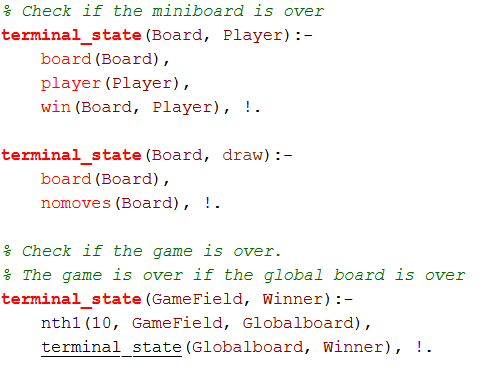 % Check if the miniboard is over
terminal_state(Board, Player):-
    board(Board),
    player(Player),
    win(Board, Player), !.

terminal_state(Board, draw):-
    board(Board),
    nomoves(Board), !.

% Check if the game is over.
% The game is over if the global board is over
terminal_state(GameField, Winner):-
    nth1(10, GameField, Globalboard),
    terminal_state(Globalboard, Winner), !.